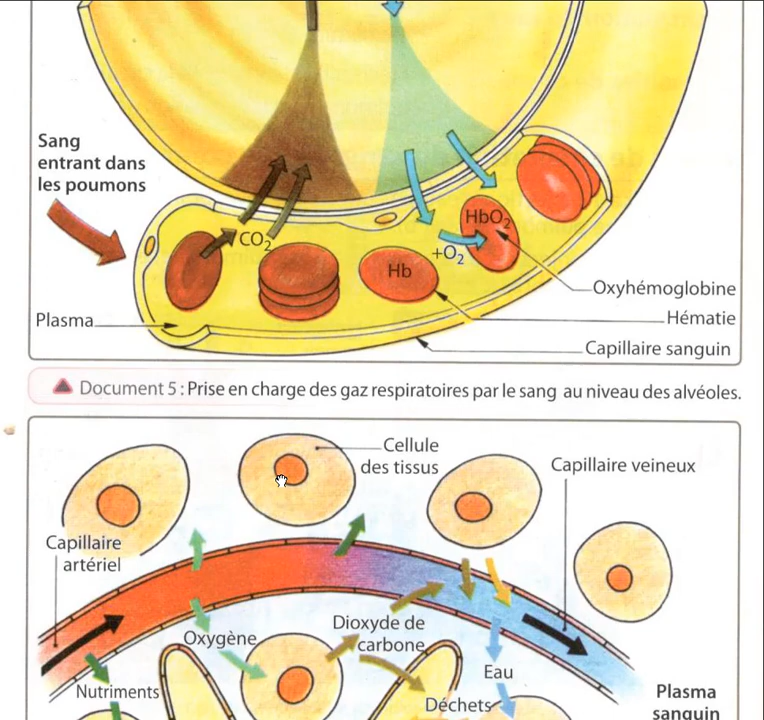 Sang
entrant dans
les poumons
CO2
HbO2
+O2
Hb
Oxyhémoglobine
Plasma
Hématie
Capillaire sanguin
Document 5 : Prise en charge des gaz respiratoires par le sang au niveau des alvéoles.
Cellule
des tissus
Capillaire veineux
Capillaire
artériel
Dioxyde de
carbone
Oxygène
Eau
Nutriments
Déchets
Plasma
sanguin